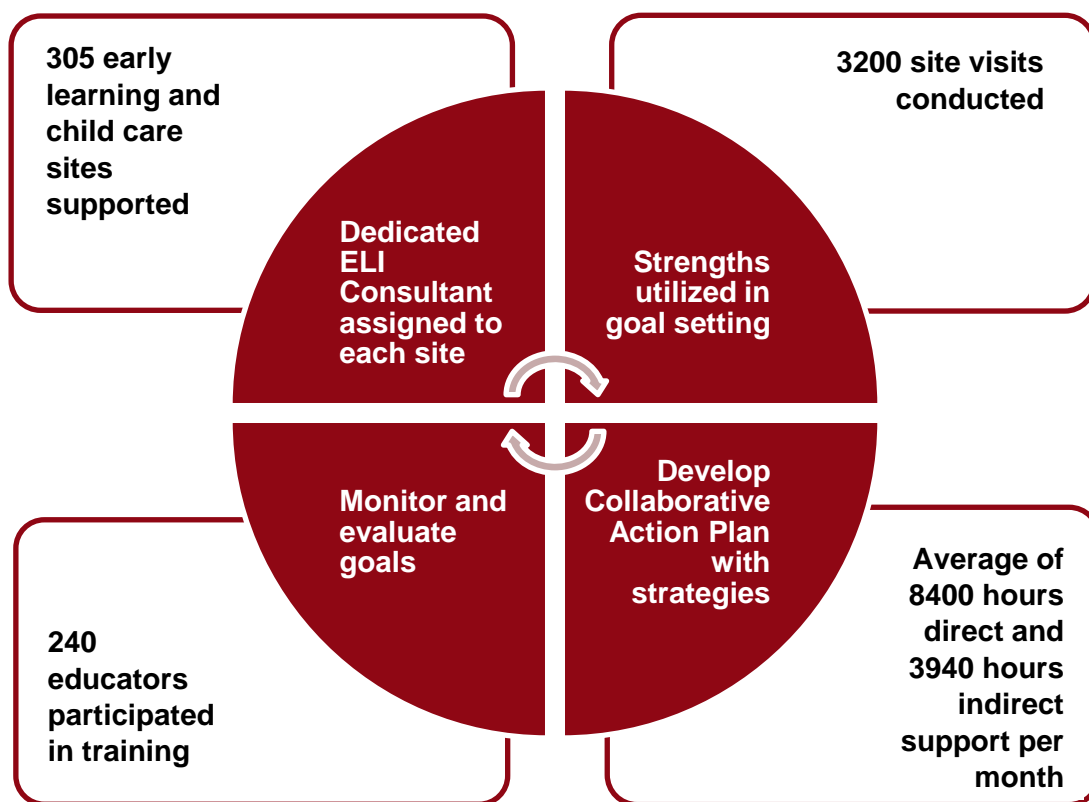 305 early
learning and
child care
sites
supported
3200 site visits
conducted
Dedicated
ELI
Consultant
assigned to
each site
Strengths
utilized in
goal setting
Monitor and
evaluate
goals
Develop
Collaborative
Action Plan
with
strategies
240
educators
participated
in training
Average of
8400 hours
direct and
3940 hours
indirect
support per
month